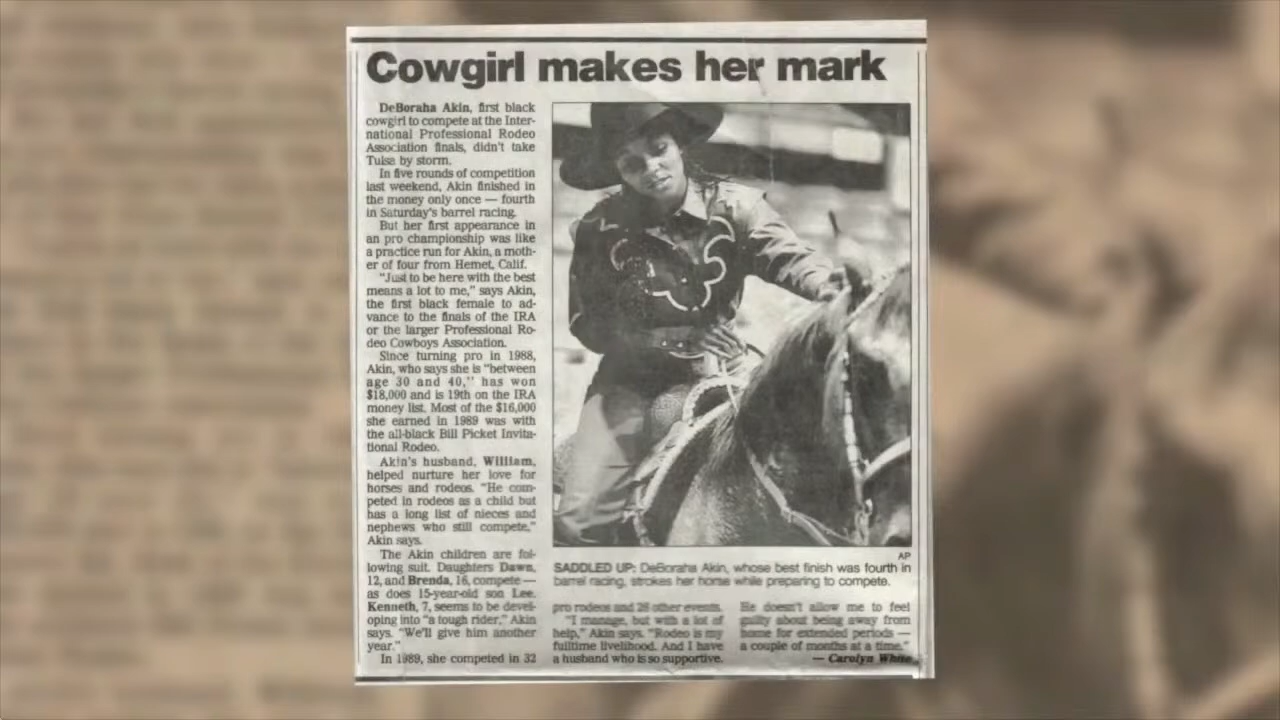 Cowgirl makes her mark
DeBoraha Akin, first black
cowgirl to compete at the Inter-
national Professional Rodeo
Association finals, didn't take
Tulsa by storm.
In five rounds of competition
last weekend, Akin finished in
the money only once — fourth
in Saturday's barrel racing.
But her first appearance in
an pro championship was like
a practice run for Akin, a moth-
er of four from Hemet, Calif.
"Just to be here with the best
means a lot to me," says Akin,
the first black female to ad-
vance to the finals of the IRA
or the larger Professional Ro-
deo Cowboys Association.
Since turning pro in 1988,
Akin, who says she is "between
age 30 and 40," has won
$18,000 and is 19th on the IRA
money list. Most of the $16,000
she earned in 1989 was with
the all-black Bill Picket Invita-
tional Rodeo.
Akin's husband, William,
helped nurture her love for
horses and rodeos. "He com-
peted in rodeos as a child but
has a long list of nieces and
nephews who still compete,"
Akin says.
The Akin children are fol-
lowing suit. Daughters Dawn,
12, and Brenda, 16, compete —
as does 15-year-old son Lee.
Kenneth, 7, seems to be devel-
oping into "a tough rider," Akin
says. "We'll give him another
year."
In 1989, she competed in 32
AP
SADDLED UP: DeBoraha Akin, whose best finish was fourth in
barrel racing, strokes her horse while preparing to compete.
pro rodeos and 28 other events.
"I manage, but with a lot of
help," Akin says. "Rodeo is my
fulltime livelihood. And I have
a husband who is so supportive.
He doesn't allow me to feel
guilty about being away from
home for extended periods —
a couple of months at a time."
— Carolyn White